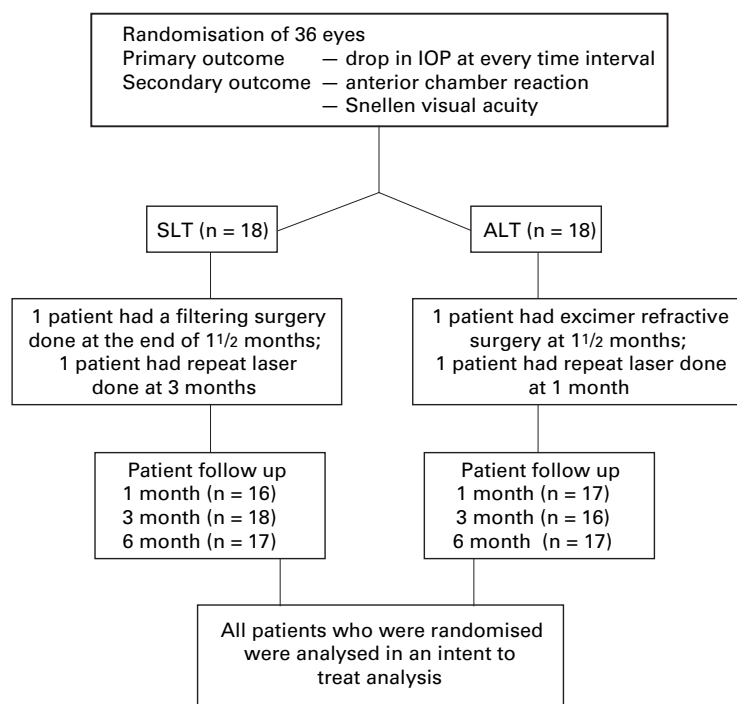 Randomisation of 36 eyes
Primary outcome — drop in IOP at every time interval
Secondary outcome — anterior chamber reaction
— Snellen visual acuity
SLT (n = 18)
ALT (n = 18)
1 patient had a filtering surgery
done at the end of 1 1/2 months;
1 patient had repeat laser
done at 3 months
1 patient had excimer refractive
surgery at 1 1/2 months;
1 patient had repeat laser done
at 1 month
Patient follow up
1 month (n = 16)
3 month (n = 18)
6 month (n = 17)
Patient follow up
1 month (n = 17)
3 month (n = 16)
6 month (n = 17)
All patients who were randomised
were analysed in an intent to
treat analysis